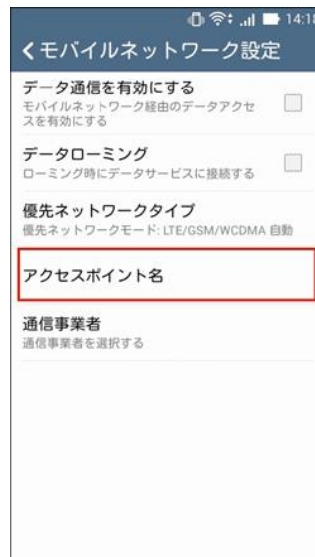 14:18
モバイルネットワーク設定
データ通信を有効にする
モバイルネットワーク経由のデータアクセ
スを有効にする
データローミング
ローミング時にデータサービスに接続する
優先ネットワークタイプ
優先ネットワークモード: LTE/GSM/WCDMA 自動
アクセスポイント名
通信事業者
通信事業者を選択する